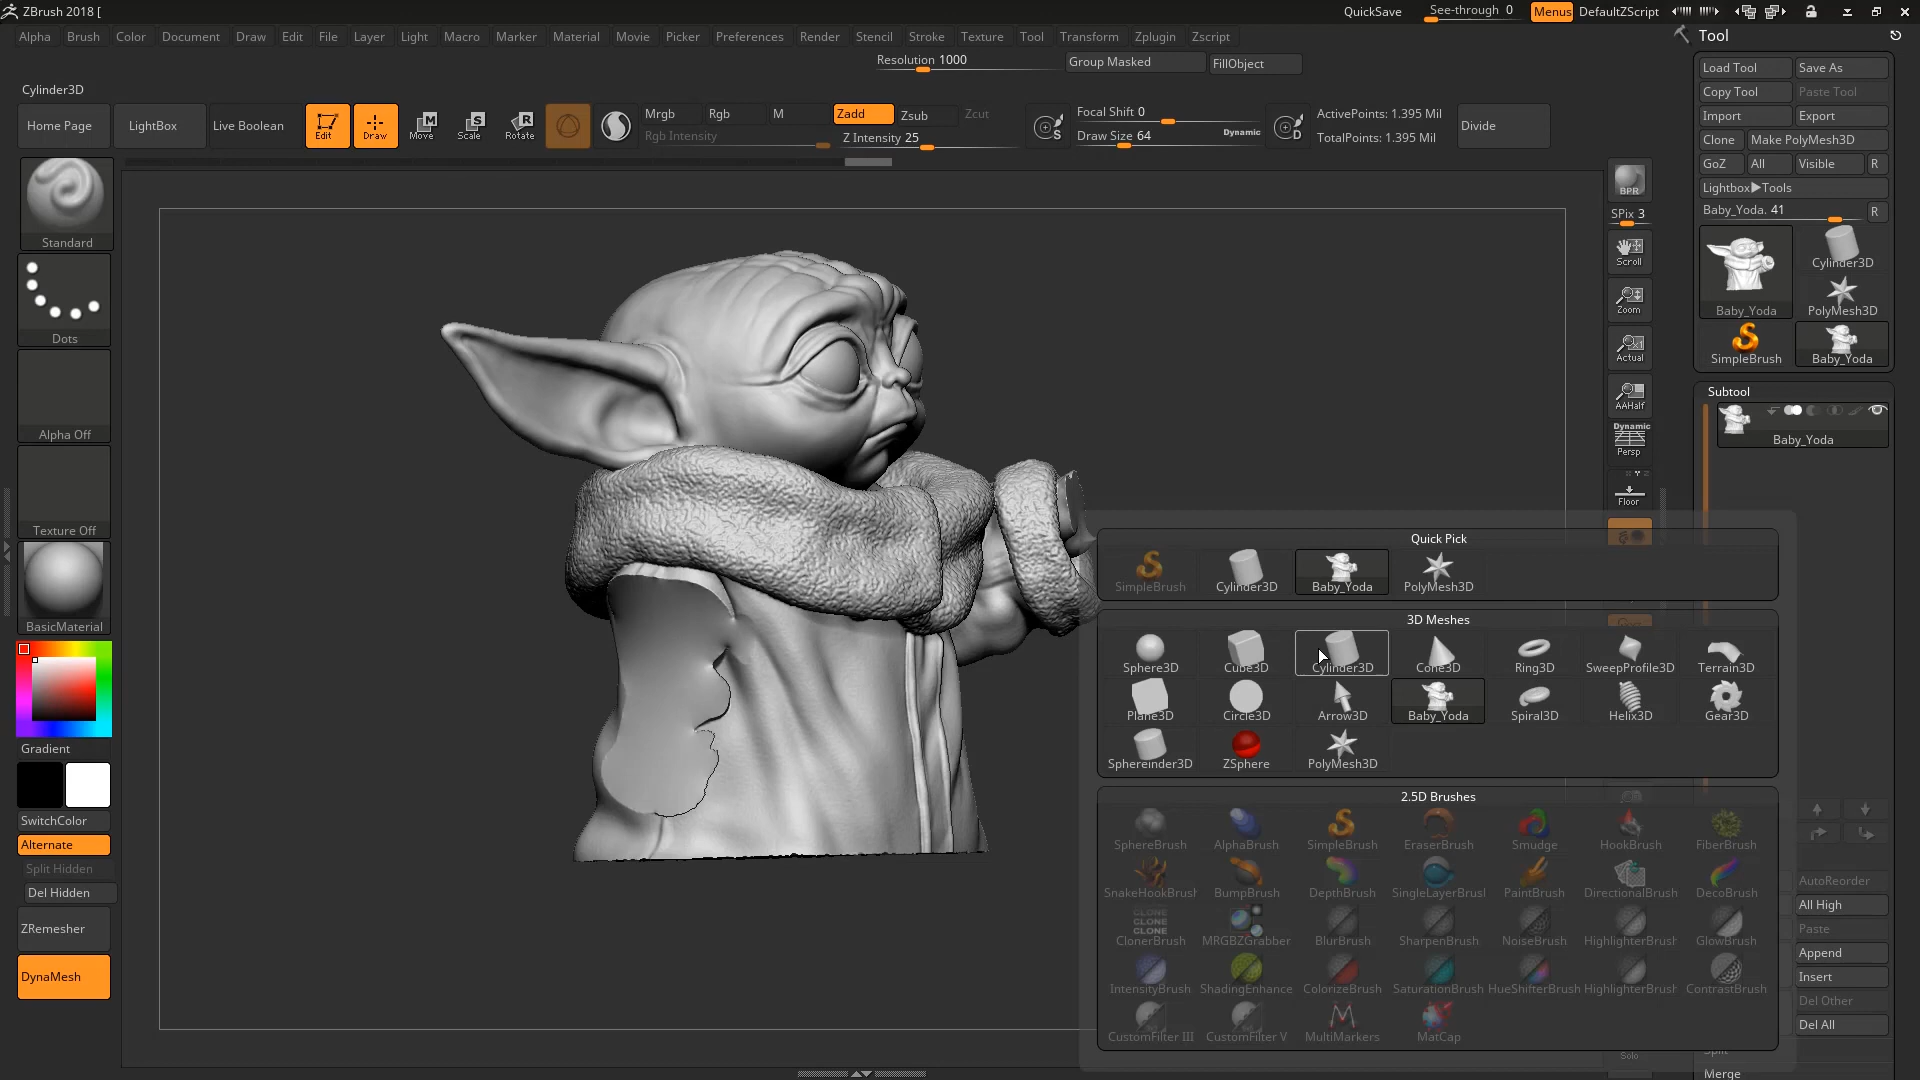 ZBrush 2018 [
QuickSave
See-through 0
Menus
DefaultZScript
Alpha Brush Color Document Draw Edit File Layer Light Macro Marker Material Movie Picker Preferences Render Stencil Stroke Texture Tool Transform Zplugin Zscript
Tool
Resolution 1000
Group Masked
FillObject
Cylinder3D
Home Page
LightBox
Live Boolean
Edit
Draw
Move
Scale
Rotate
Mrgb
Rgb
M
Rgb Intensity
Zadd
Zsub
Zcut
Z Intensity 25
Focal Shift 0
Draw Size 64
Dynamic
ActivePoints: 1.395 Mil
TotalPoints: 1.395 Mil
Divide
Load Tool
Save As
Copy Tool
Paste Tool
Import
Export
Clone
Make PolyMesh3D
GoZ
All
Visible
R
Lightbox▶Tools
Baby_Yoda. 41
R
Baby_Yoda
Cylinder3D
PolyMesh3D
SimpleBrush
Baby_Yoda
Subtool
Baby_Yoda
Standard
Dots
Alpha Off
Texture Off
BasicMaterial
Gradient
SwitchColor
Alternate
Split Hidden
Del Hidden
ZRemesher
DynaMesh
BPR
SPix 3
Scroll
Zoom
Actual
AAHalf
Dynamic
Persp
Floor
Quick Pick
SimpleBrush Cylinder3D Baby_Yoda PolyMesh3D
3D Meshes
Sphere3D Cube3D Cylinder3D Cone3D Ring3D SweepProfile3D Terrain3D
Plane3D Circle3D Arrow3D Baby_Yoda Spiral3D Helix3D Gear3D
Sphereinder3D ZSphere PolyMesh3D
2.5D Brushes
SphereBrush AlphaBrush SimpleBrush EraserBrush Smudge HookBrush FiberBrush
SnakeHookBrush BumpBrush DepthBrush SingleLayerBrusl PaintBrush DirectionalBrush DecoBrush
CLONE
CLONE
CLONE
ClonerBrush MRGBZGrabber BlurBrush SharpenBrush NoiseBrush HighlighterBrush GlowBrush
IntensityBrush ShadingEnhance ColorizeBrush SaturationBrush HueShifterBrush HighlighterBrush ContrastBrush
CustomFilter III CustomFilter V MultiMarkers MatCap
AutoReorder
All High
Paste
Append
Insert
Del Other
Del All
Split
Merge
Solo